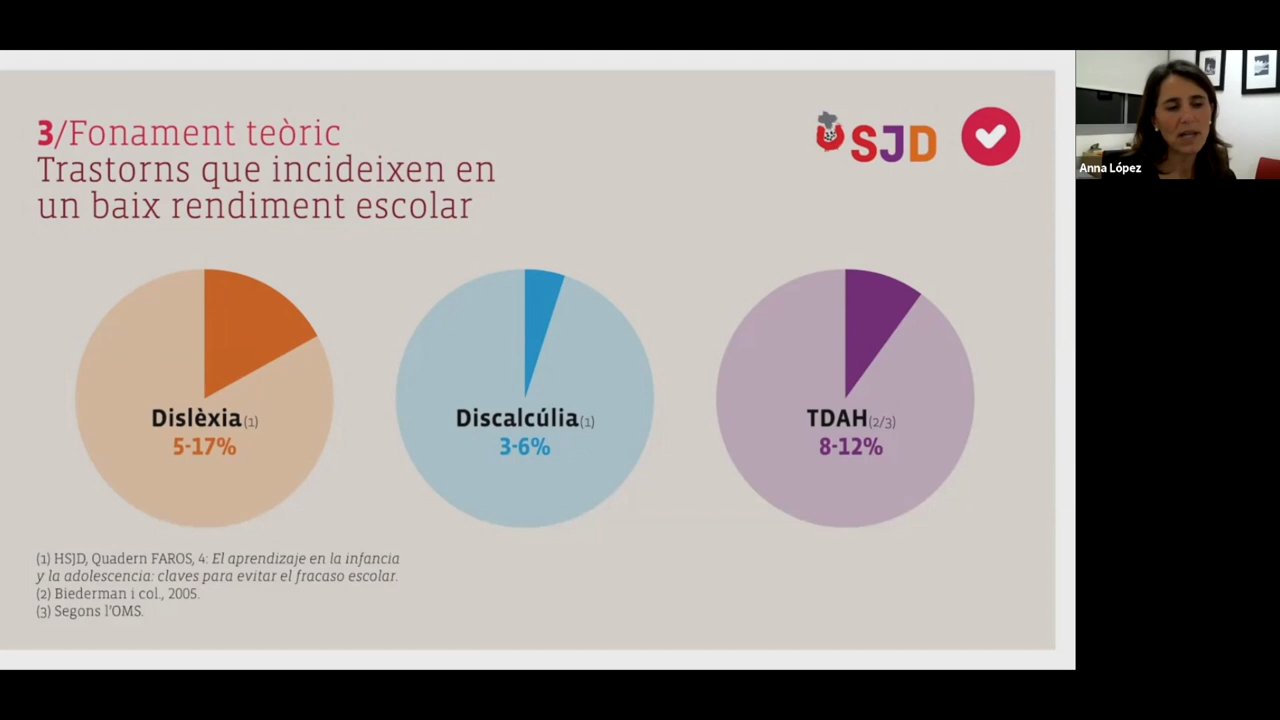 3/Fonament teòric
Trastorns que incideixen en
un baix rendiment escolar
SJD
Anna López
Dislèxia(1)
5-17%
Discalcúlia(1)
3-6%
TDAH(2/3)
8-12%
(1) HSJD, Quadern FAROS, 4: El aprendizaje en la infancia
y la adolescencia: claves para evitar el fracaso escolar.
(2) Biederman i col., 2005.
(3) Segons l'OMS.